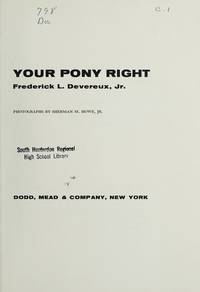 798
C.1
YOUR PONY RIGHT
Frederick L. Devereux, Jr.
PHOTOGRAPHS BY SHERMAN M. HOWE, JR.
South Hunterdon Regional
High School Library
DODD, MEAD & COMPANY, NEW YORK